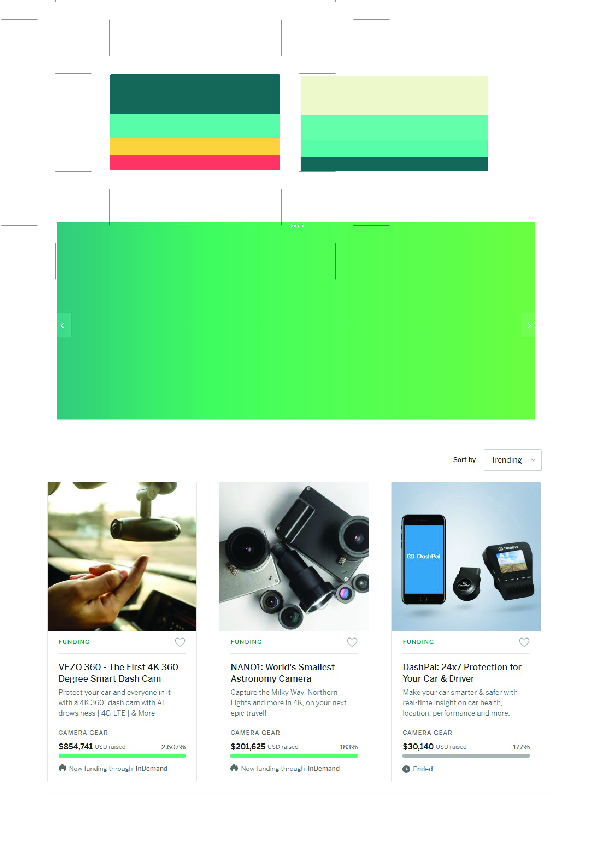 Sort by
Trending
DashPal
FUNDING
VEZO 360 - The First 4K 360
Degree Smart Dash Cam
Protect your car and everyone in it
with a 4K 360° dash cam with AI
drowsiness | 4G LTE | & More
CAMERA GEAR
$854,741 USD raised
Now funding through InDemand
FUNDING
NANO1: World's Smallest
Astronomy Camera
Capture the Milky Way, Northern
Lights and more in 4K, on your next
epic travel!
CAMERA GEAR
$201,625 USD raised
Now funding through InDemand
FUNDING
DashPal: 24x7 Protection for
Your Car & Driver
Make your car smarter & safer with
real-time insight on car health,
location, performance and more.
CAMERA GEAR
$30,140 USD raised
Ended